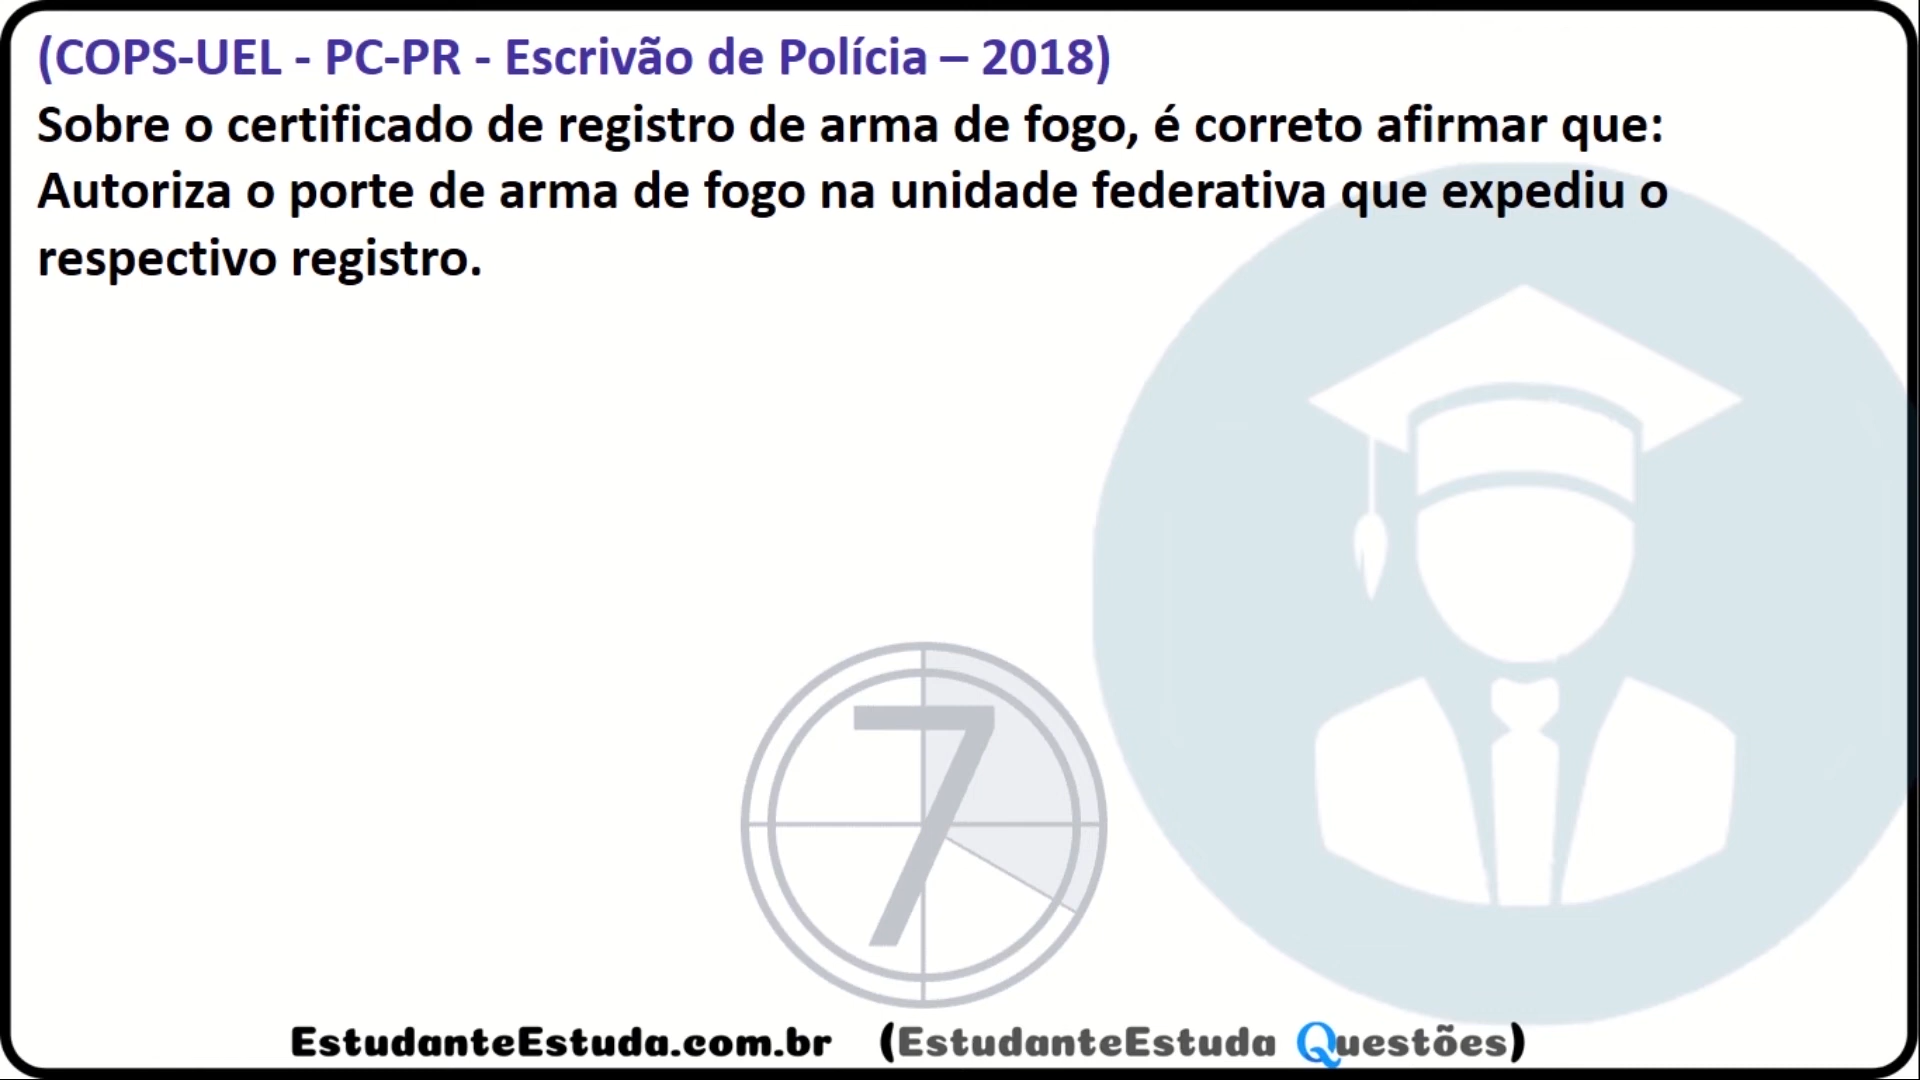 (COPS-UEL - PC-PR - Escrivão de Polícia – 2018)
Sobre o certificado de registro de arma de fogo, é correto afirmar que:
Autoriza o porte de arma de fogo na unidade federativa que expediu o
respectivo registro.
7
EstudanteEstuda.com.br (EstudanteEstuda Questões)